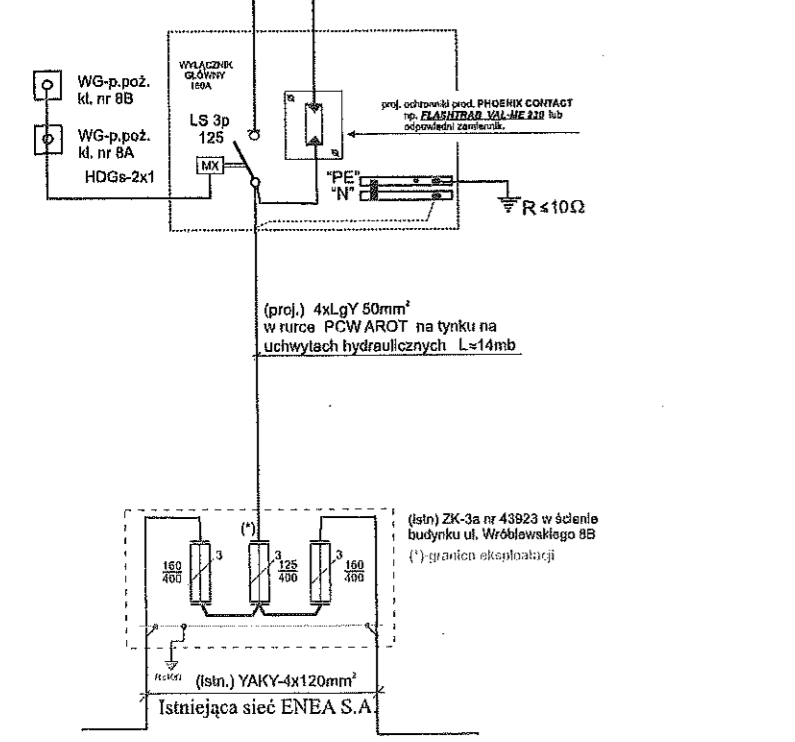 WYŁĄCZNIK
GŁÓWNY
160A
WG-p.poż.
kl. nr 8B
WG-p.poż.
kl. nr 8A
HDGs-2x1
LS 3p
125
MX
proj. ochronniki prod. PHOENIX CONTACT
np. FLASHTRAB VAL-ME 230 lub
odpowiedni zamiennik.
"PE"
"N"
R ≤10Ω
(proj.) 4xLgY 50mm²
w rurce PCW AROT na tynku na
uchwytach hydraulicznych L=14mb
(*)
3
160
400
3
125
400
3
160
400
(istn) ZK-3a nr 43923 w ścianie
budynku ul. Wróblewskiego 8B
(*)-granica eksploatacji
(istn.) YAKY-4x120mm²
Istniejąca sieć ENEA S.A.